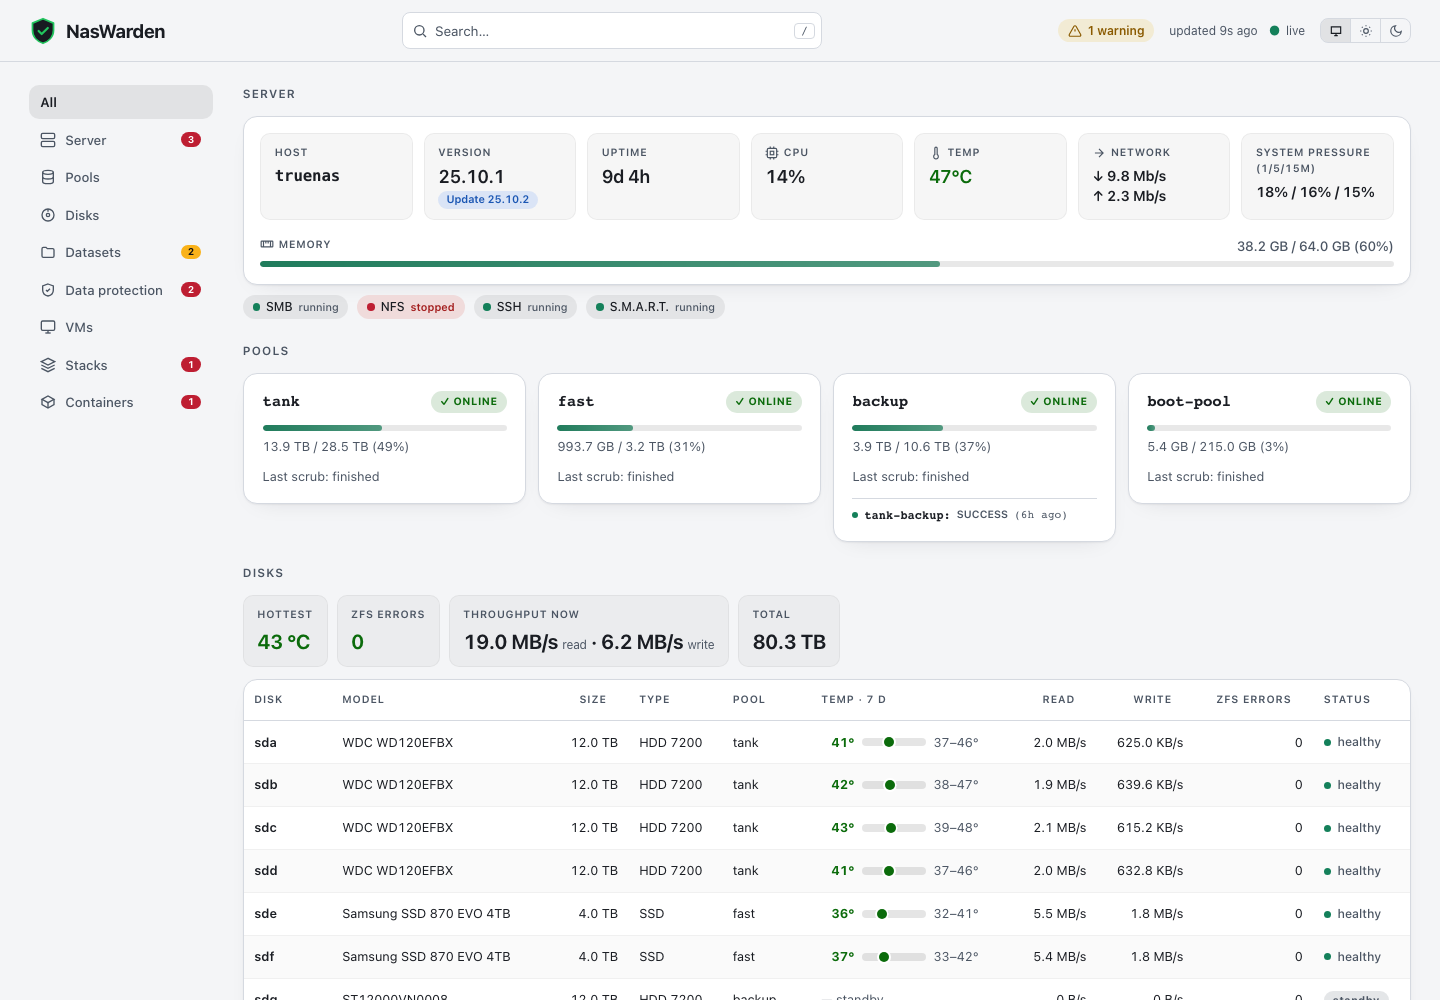 NasWarden
Search...
/
1 warning
updated 9s ago
live
All
Server 3
Pools
Disks
Datasets 2
Data protection 2
VMs
Stacks 1
Containers 1
SERVER
HOST
truenas
VERSION
25.10.1
Update 25.10.2
UPTIME
9d 4h
CPU
14%
TEMP
47°C
NETWORK
↓ 9.8 Mb/s
↑ 2.3 Mb/s
SYSTEM PRESSURE
(1/5/15M)
18% / 16% / 15%
MEMORY
38.2 GB / 64.0 GB (60%)
SMB running
NFS stopped
SSH running
S.M.A.R.T. running
POOLS
tank ✓ ONLINE
13.9 TB / 28.5 TB (49%)
Last scrub: finished
fast ✓ ONLINE
993.7 GB / 3.2 TB (31%)
Last scrub: finished
backup ✓ ONLINE
3.9 TB / 10.6 TB (37%)
Last scrub: finished
tank-backup: SUCCESS (6h ago)
boot-pool ✓ ONLINE
5.4 GB / 215.0 GB (3%)
Last scrub: finished
DISKS
HOTTEST
43 °C
ZFS ERRORS
0
THROUGHPUT NOW
19.0 MB/s read · 6.2 MB/s write
TOTAL
80.3 TB
DISK MODEL SIZE TYPE POOL TEMP · 7 D READ WRITE ZFS ERRORS STATUS
sda WDC WD120EFBX 12.0 TB HDD 7200 tank 41° 37–46° 2.0 MB/s 625.0 KB/s 0 healthy
sdb WDC WD120EFBX 12.0 TB HDD 7200 tank 42° 38–47° 1.9 MB/s 639.6 KB/s 0 healthy
sdc WDC WD120EFBX 12.0 TB HDD 7200 tank 43° 39–48° 2.1 MB/s 615.2 KB/s 0 healthy
sdd WDC WD120EFBX 12.0 TB HDD 7200 tank 41° 37–46° 2.0 MB/s 632.8 KB/s 0 healthy
sde Samsung SSD 870 EVO 4TB 4.0 TB SSD fast 36° 32–41° 5.5 MB/s 1.8 MB/s 0 healthy
sdf Samsung SSD 870 EVO 4TB 4.0 TB SSD fast 37° 33–42° 5.4 MB/s 1.8 MB/s 0 healthy
sdg ST12000VN0008 12.0 TB HDD 7200 backup — standby 0 B/s 0 B/s 0 standby